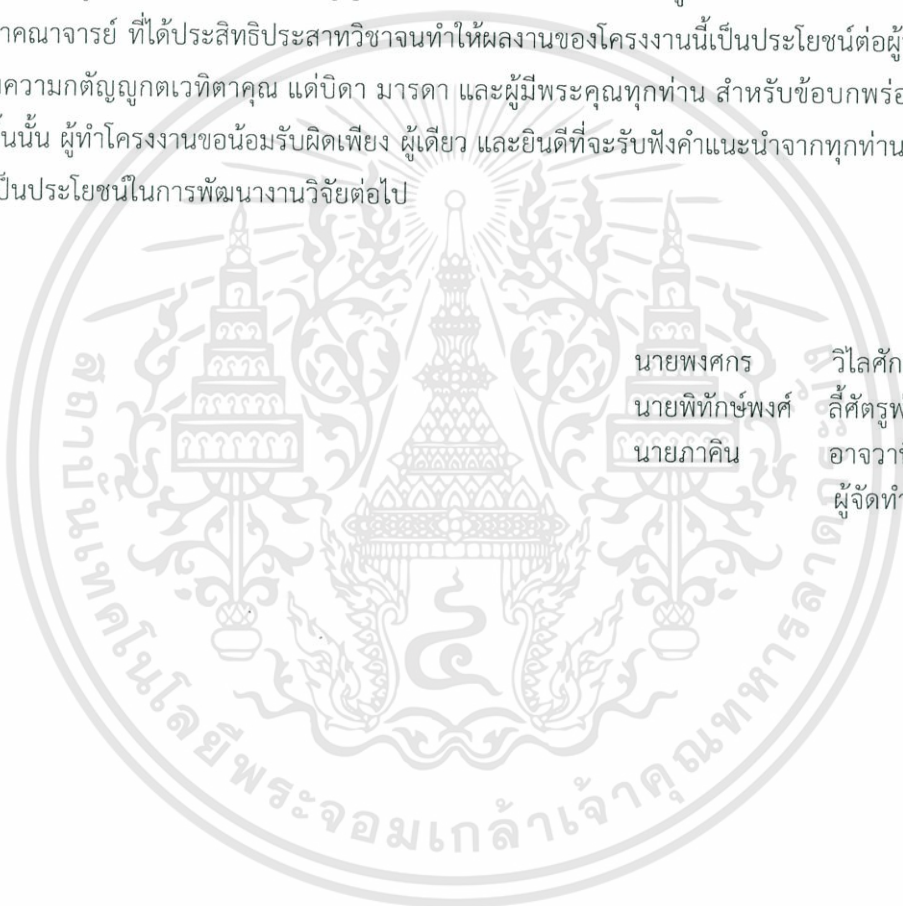 าคณาจารย์ ที่ได้ประสิทธิประสาทวิชาจนทำให้ผลงานของโครงงานนี้เป็นประโยชน์ต่อผู้
ความกตัญญูกตเวทิตาคุณ แด่บิดา มารดา และผู้มีพระคุณทุกท่าน สำหรับข้อบกพร่อ
นั้น ผู้ทำโครงงานขอน้อมรับผิดเพียง ผู้เดียว และยินดีที่จะรับฟังคำแนะนำจากทุกท่าน
ป็นประโยชน์ในการพัฒนางานวิจัยต่อไป
นายพงศกร วิไลศัก
นายพิทักษ์พงศ์ ลี้ศัตรูพ
นายภาคิน อาจวา
ผู้จัดทำ
สถาบันเทคโนโลยีพระจอมเกล้าเจ้าคุณทหารลาดกระบัง